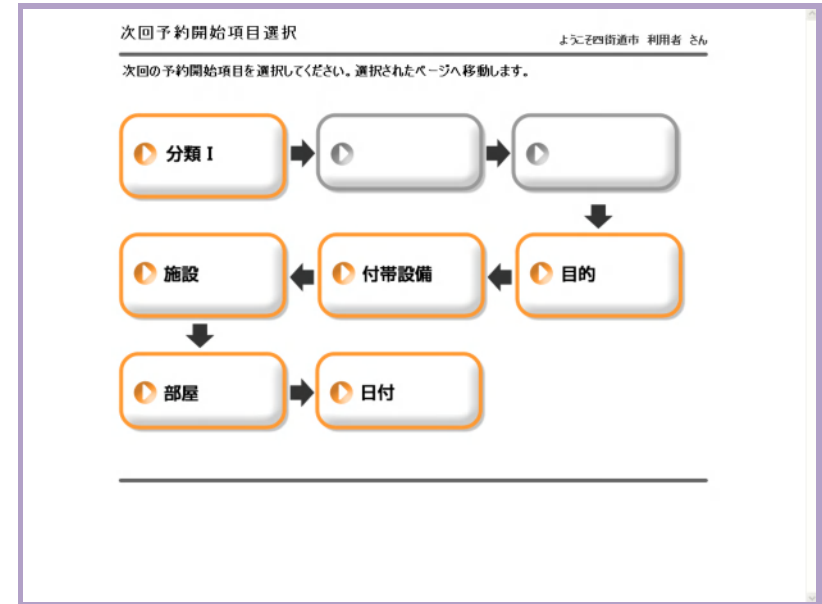 次回予約開始項目選択
ようこそ四街道市 利用者 さん
次回の予約開始項目を選択してください。選択されたページへ移動します。
分類 I
施設
付帯設備
目的
部屋
日付